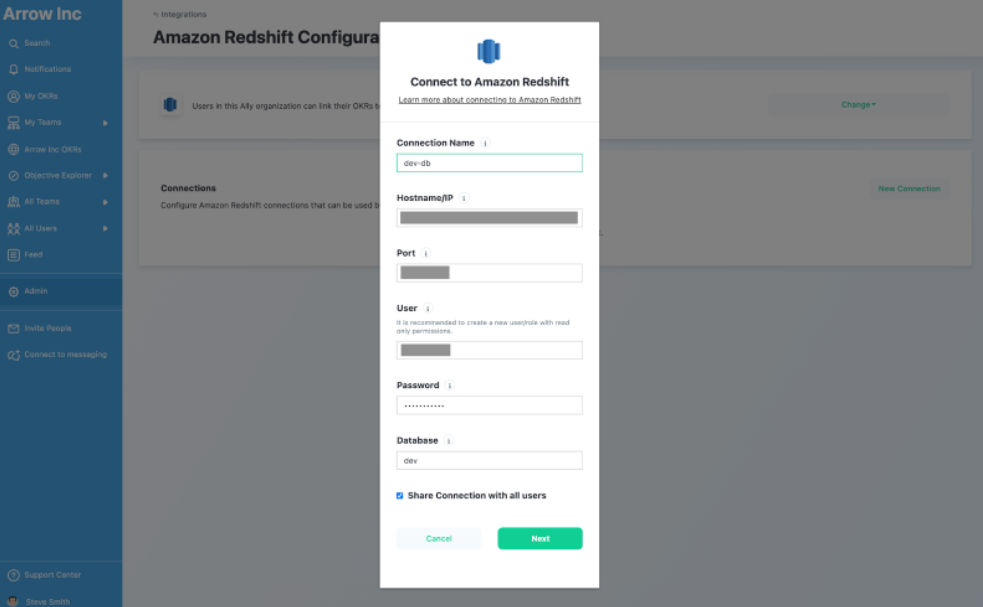 Arrow Inc
Search
Notifications
My OKRs
My Teams
Arrow Inc OKRs
Objective Explorer
All Teams
All Users
Feed
Admin
Invite People
Connect to messaging
Support Center
Steve Smith
Integrations
Amazon Redshift Configura
Users in this Ally organization can link their OKRs to
Change
Connections
Configure Amazon Redshift connections that can be used b
New Connection
Connect to Amazon Redshift
Learn more about connecting to Amazon Redshift
Connection Name i
dev-db
Hostname/IP i
Port i
User i
It is recommended to create a new user/role with read
only permissions.
Password i
•••••••••••
Database i
dev
Share Connection with all users
Cancel
Next